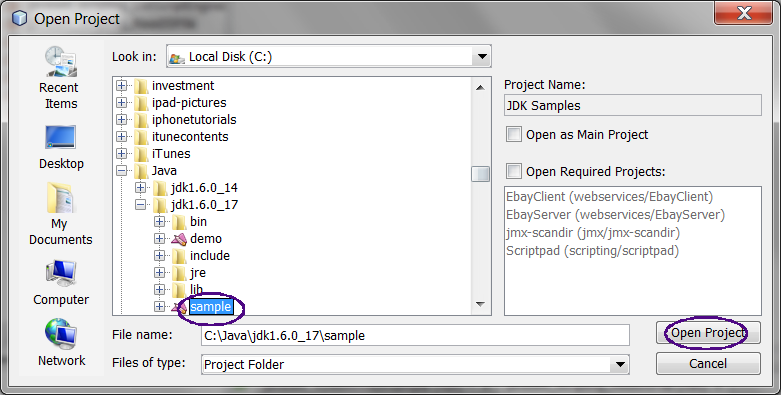 Open Project
Look in: Local Disk (C:)
Recent
Items
Desktop
My
Documents
Computer
Network
investment
ipad-pictures
iphonetutorials
itunecontents
iTunes
Java
jdk1.6.0_14
jdk1.6.0_17
bin
demo
include
jre
lib
sample
Project Name:
JDK Samples
Open as Main Project
Open Required Projects:
EbayClient (webservices/EbayClient)
EbayServer (webservices/EbayServer)
jmx-scandir (jmx/jmx-scandir)
Scriptpad (scripting/scriptpad)
File name: C:\Java\jdk1.6.0_17\sample
Open Project
Files of type: Project Folder
Cancel